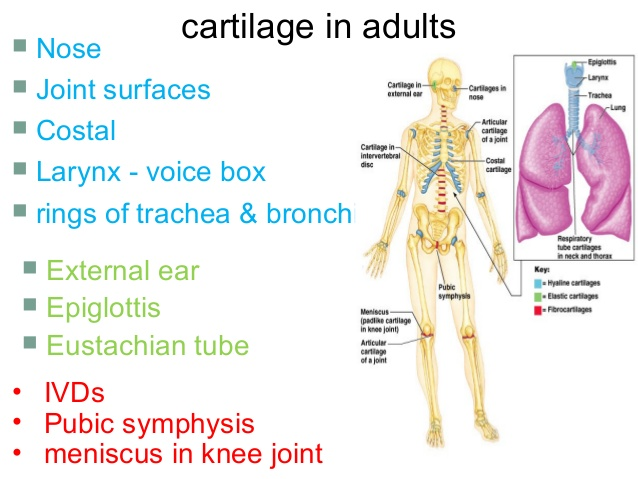 cartilage in adults
Nose
Joint surfaces
Costal
Larynx - voice box
rings of trachea & bronchi
External ear
Epiglottis
Eustachian tube
IVDs
Pubic symphysis
meniscus in knee joint
Cartilage in
external ear
Cartilages in
nose
Articular
cartilage
of a joint
Cartilage in
intervertebral
disc
Costal
cartilage
Pubic
symphysis
Meniscus
(padlike cartilage
in knee joint)
Articular
cartilage
of a joint
Epiglottis
Larynx
Trachea
Lung
Respiratory
tube cartilages
in neck and thorax
Key:
= Hyaline cartilages
= Elastic cartilages
= Fibrocartilages